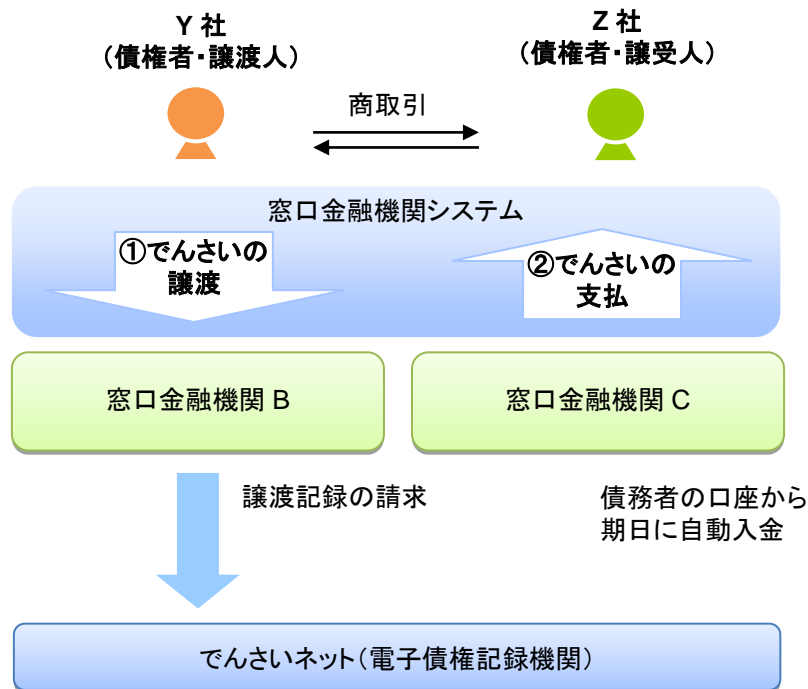 Y 社
（債権者・譲渡人）
Z 社
（債権者・譲受人）
商取引
窓口金融機関システム
①でんさいの
譲渡
②でんさいの
支払
窓口金融機関 B
窓口金融機関 C
譲渡記録の請求
債務者の口座から
期日に自動入金
でんさいネット（電子債権記録機関）